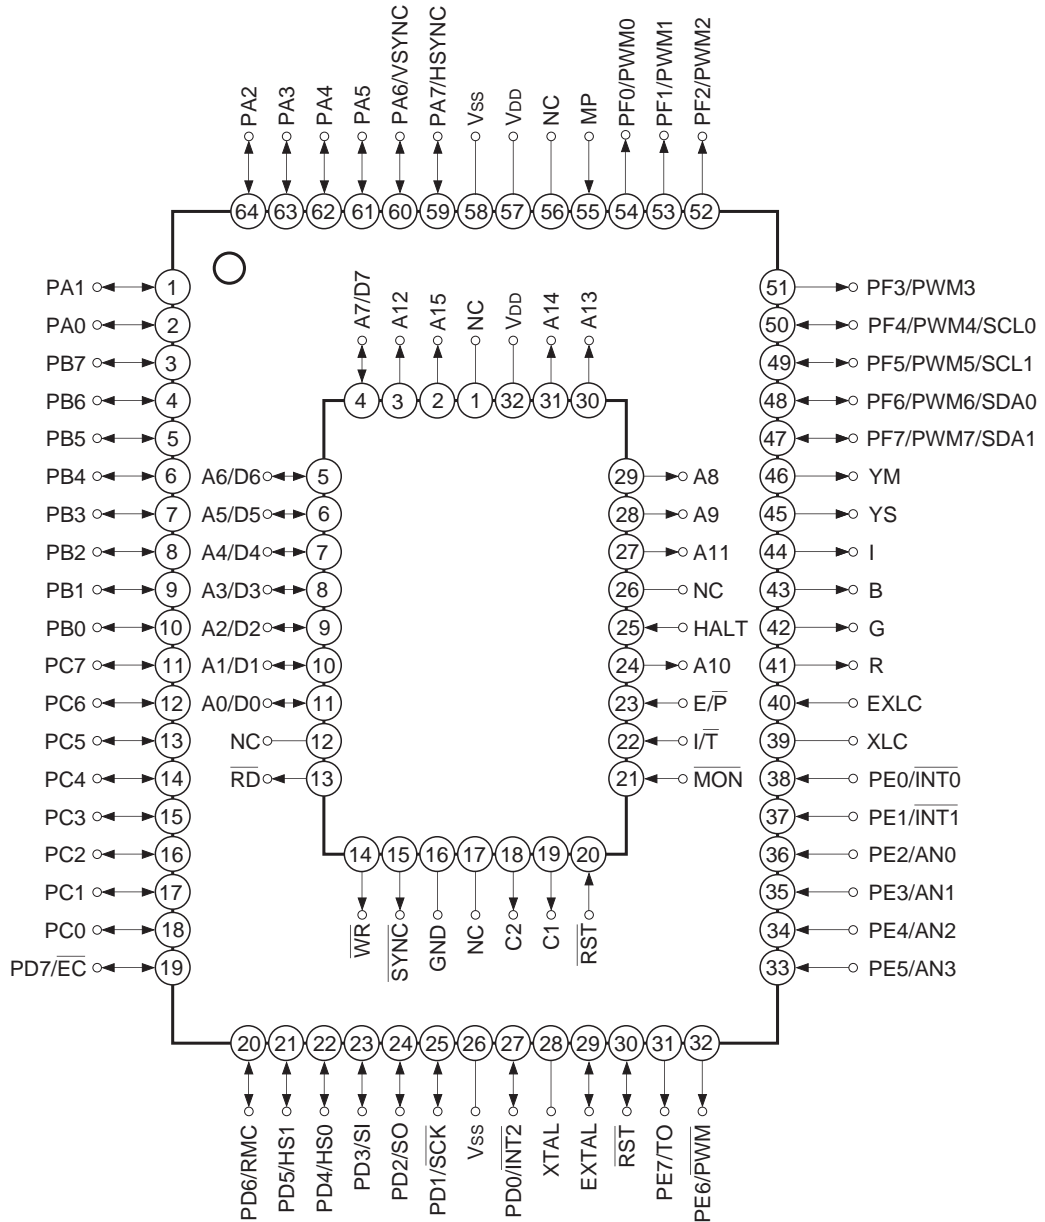 PA2
PA3
PA4
PA5
PA6/VSYNC
PA7/HSYNC
Vss
VDD
NC
MP
PF0/PWM0
PF1/PWM1
PF2/PWM2
64 63 62 61 60 59 58 57 56 55 54 53 52
PA1 1
PA0 2
PB7 3
PB6 4
PB5 5
PB4 6
PB3 7
PB2 8
PB1 9
PB0 10
PC7 11
PC6 12
PC5 13
PC4 14
PC3 15
PC2 16
PC1 17
PC0 18
PD7/EC 19
A7/D7
A12
A15
NC
VDD
A14
A13
4 3 2 1 32 31 30
A6/D6 5
A5/D5 6
A4/D4 7
A3/D3 8
A2/D2 9
A1/D1 10
A0/D0 11
NC 12
RD 13
29 A8
28 A9
27 A11
26 NC
25 HALT
24 A10
23 E/P
22 I/T
21 MON
14 15 16 17 18 19 20
WR
SYNC
GND
NC
C2
C1
RST
51 PF3/PWM3
50 PF4/PWM4/SCL0
49 PF5/PWM5/SCL1
48 PF6/PWM6/SDA0
47 PF7/PWM7/SDA1
46 YM
45 YS
44 I
43 B
42 G
41 R
40 EXLC
39 XLC
38 PE0/INT0
37 PE1/INT1
36 PE2/AN0
35 PE3/AN1
34 PE4/AN2
33 PE5/AN3
20 21 22 23 24 25 26 27 28 29 30 31 32
PD6/RMC
PD5/HS1
PD4/HS0
PD3/SI
PD2/SO
PD1/SCK
Vss
PD0/INT2
XTAL
EXTAL
RST
PE7/TO
PE6/PWM